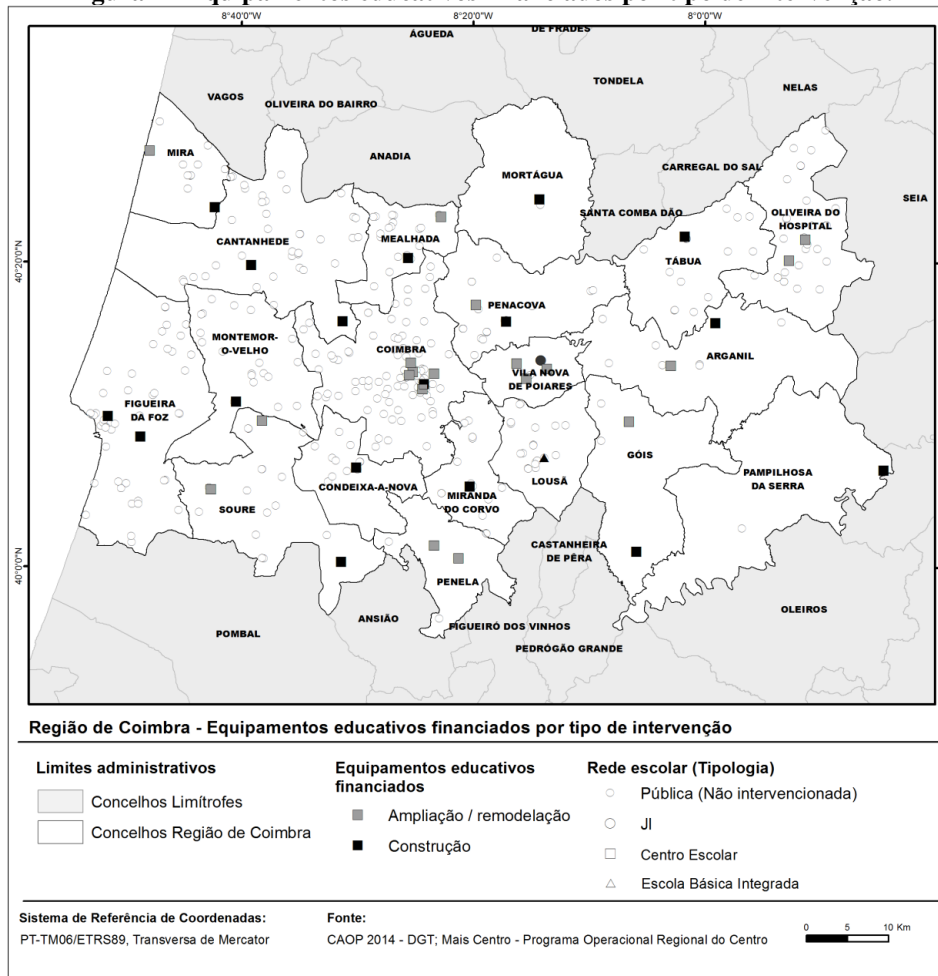 8°40'0"W 8°20'0"W 8°0'0"W
ÁGUEDA
DE FRADES
TONDELA
NELAS
VAGOS
OLIVEIRA DO BAIRRO
ANADIA
MIRA
MORTÁGUA
CARREGAL DO SAL
SEIA
SANTA COMBA DÃO
OLIVEIRA DO
HOSPITAL
CANTANHEDE
MEALHADA
TÁBUA
40°20'0"N
40°20'0"N
PENACOVA
MONTEMOR-
O-VELHO
COIMBRA
ARGANIL
VILA NOVA
DE POIARES
FIGUEIRA
DA FOZ
GÓIS
PAMPILHOSA
DA SERRA
CONDEIXA-A-NOVA
LOUSÃ
MIRANDA
DO CORVO
SOURE
CASTANHEIRA
DE PÊRA
40°0'0"N
40°0'0"N
PENELA
OLEIROS
ANSIÃO
FIGUEIRÓ DOS VINHOS
POMBAL
PEDRÓGÃO GRANDE
Região de Coimbra - Equipamentos educativos financiados por tipo de intervenção
Limites administrativos
Concelhos Limítrofes
Concelhos Região de Coimbra
Equipamentos educativos
financiados
Ampliação / remodelação
Construção
Rede escolar (Tipologia)
Pública (Não intervencionada)
JI
Centro Escolar
Escola Básica Integrada
Sistema de Referência de Coordenadas:
PT-TM06/ETRS89, Transversa de Mercator
Fonte:
CAOP 2014 - DGT; Mais Centro - Programa Operacional Regional do Centro
0 5 10 Km